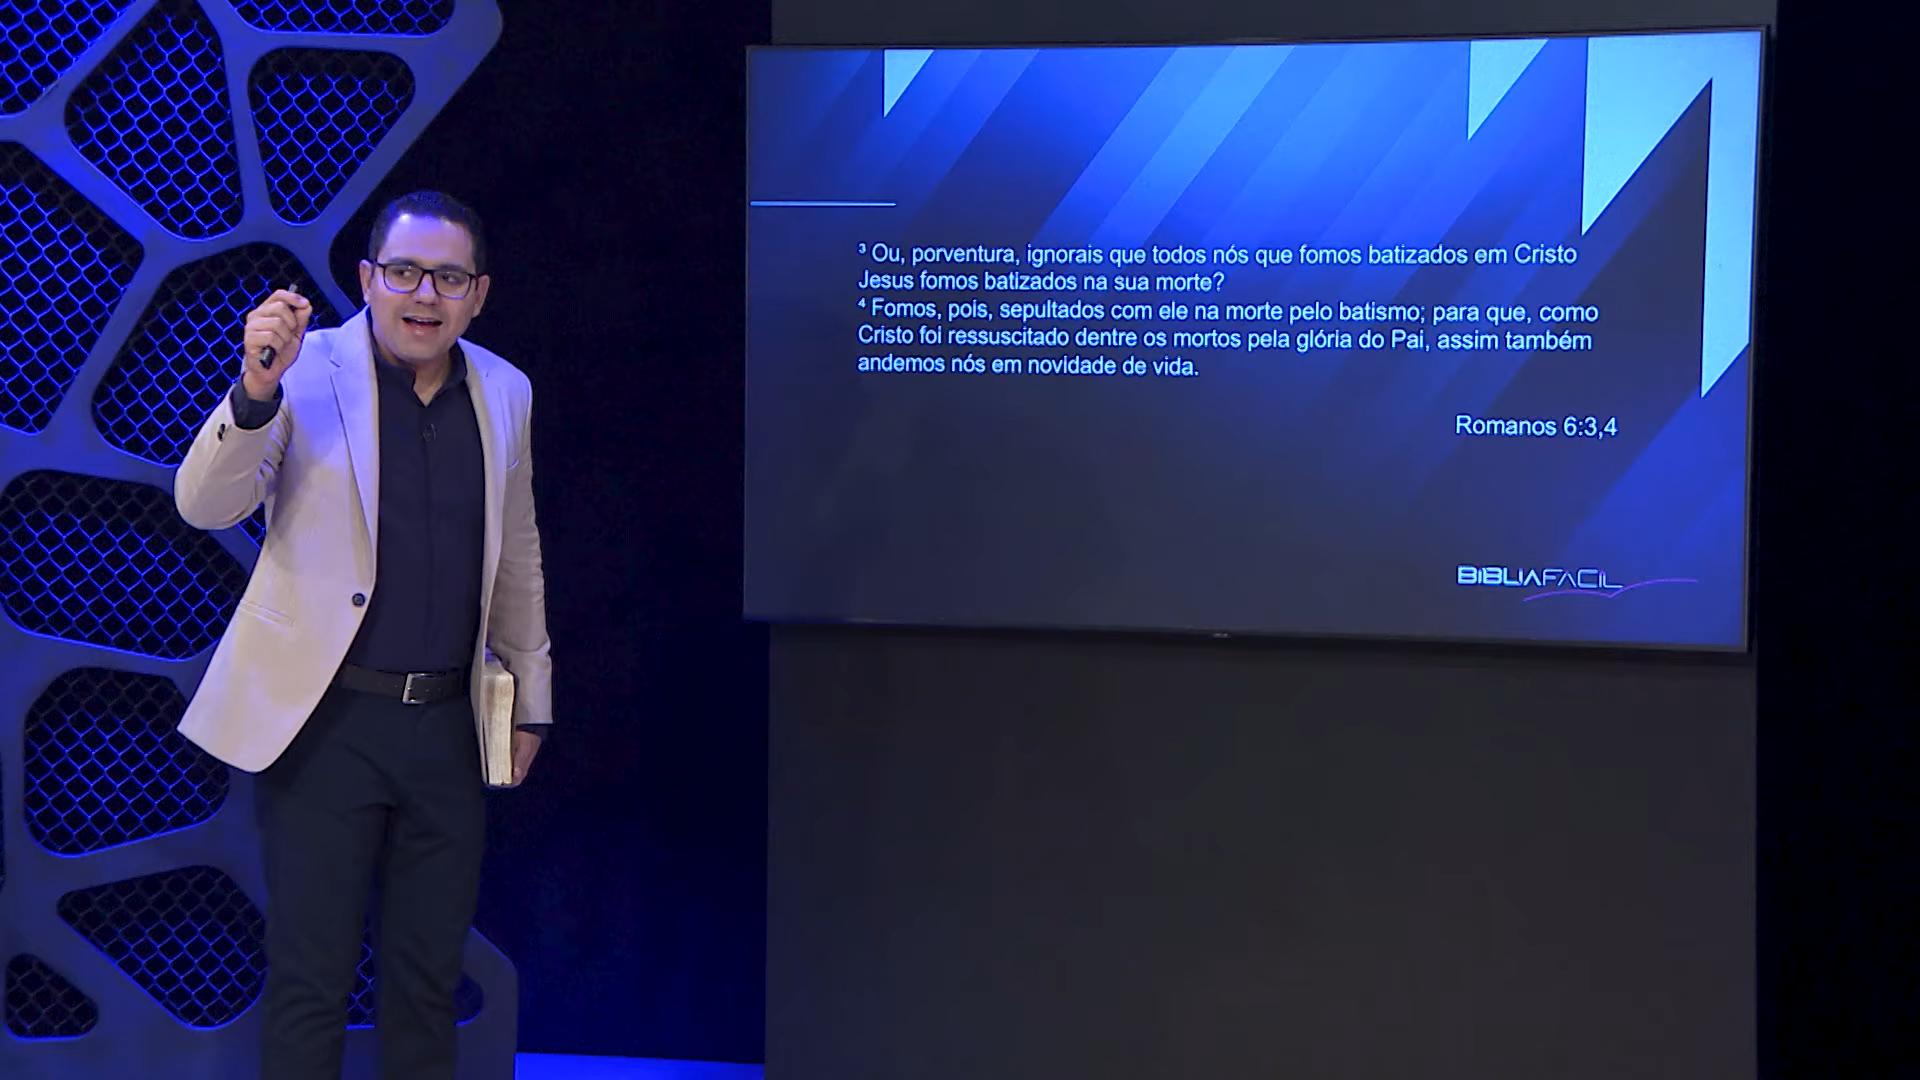 ³ Ou, porventura, ignorais que todos nós que fomos batizados em Cristo
Jesus fomos batizados na sua morte?
⁴ Fomos, pois, sepultados com ele na morte pelo batismo; para que, como
Cristo foi ressuscitado dentre os mortos pela glória do Pai, assim também
andemos nós em novidade de vida.
Romanos 6:3,4
BÍBLIAFÁCIL